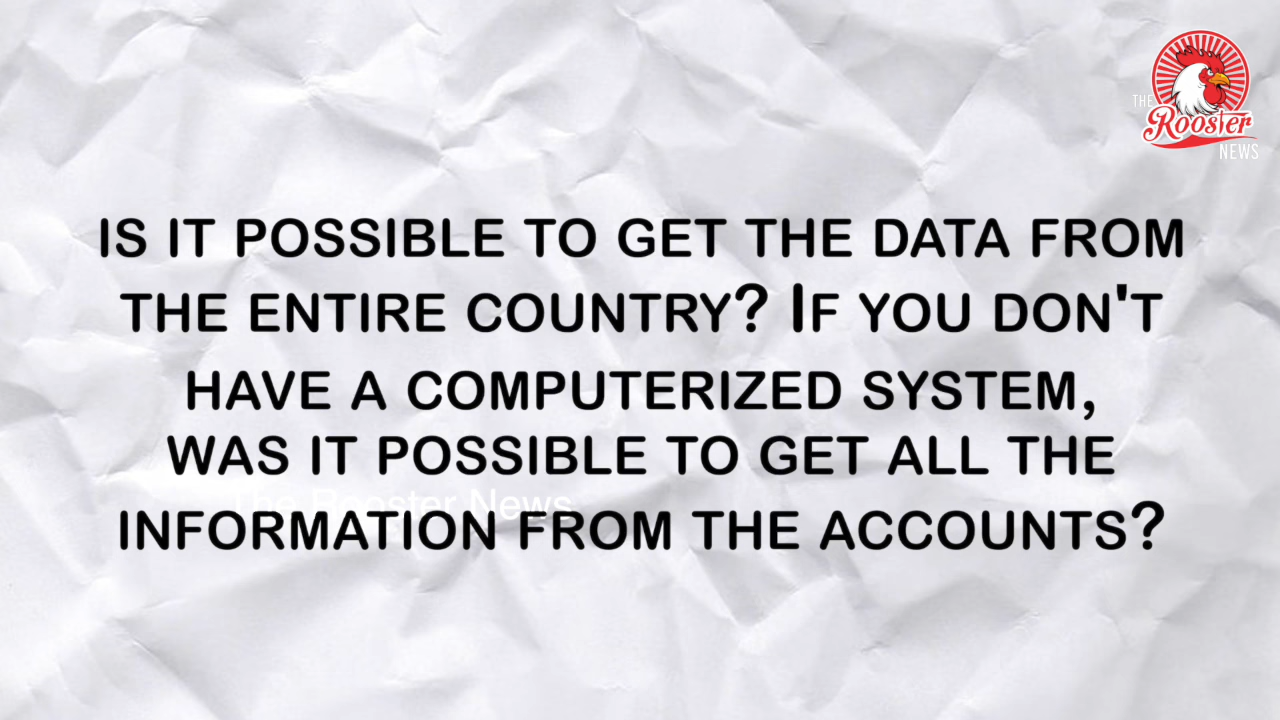 THE
Rooster
NEWS
IS IT POSSIBLE TO GET THE DATA FROM
THE ENTIRE COUNTRY? IF YOU DON'T
HAVE A COMPUTERIZED SYSTEM,
WAS IT POSSIBLE TO GET ALL THE
The Rooster News
INFORMATION FROM THE ACCOUNTS?